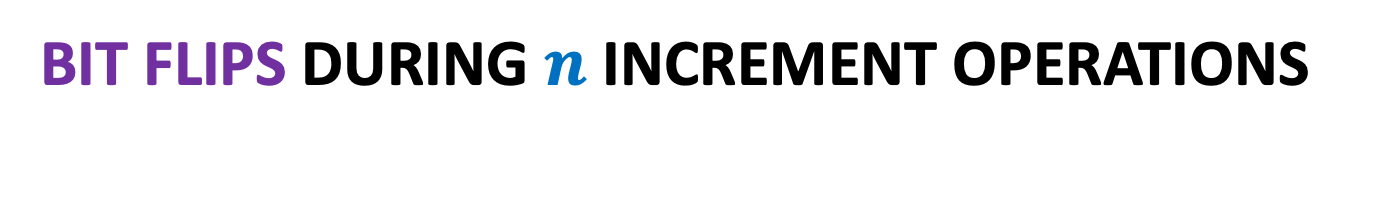 BIT FLIPS DURING n INCREMENT OPERATIONS